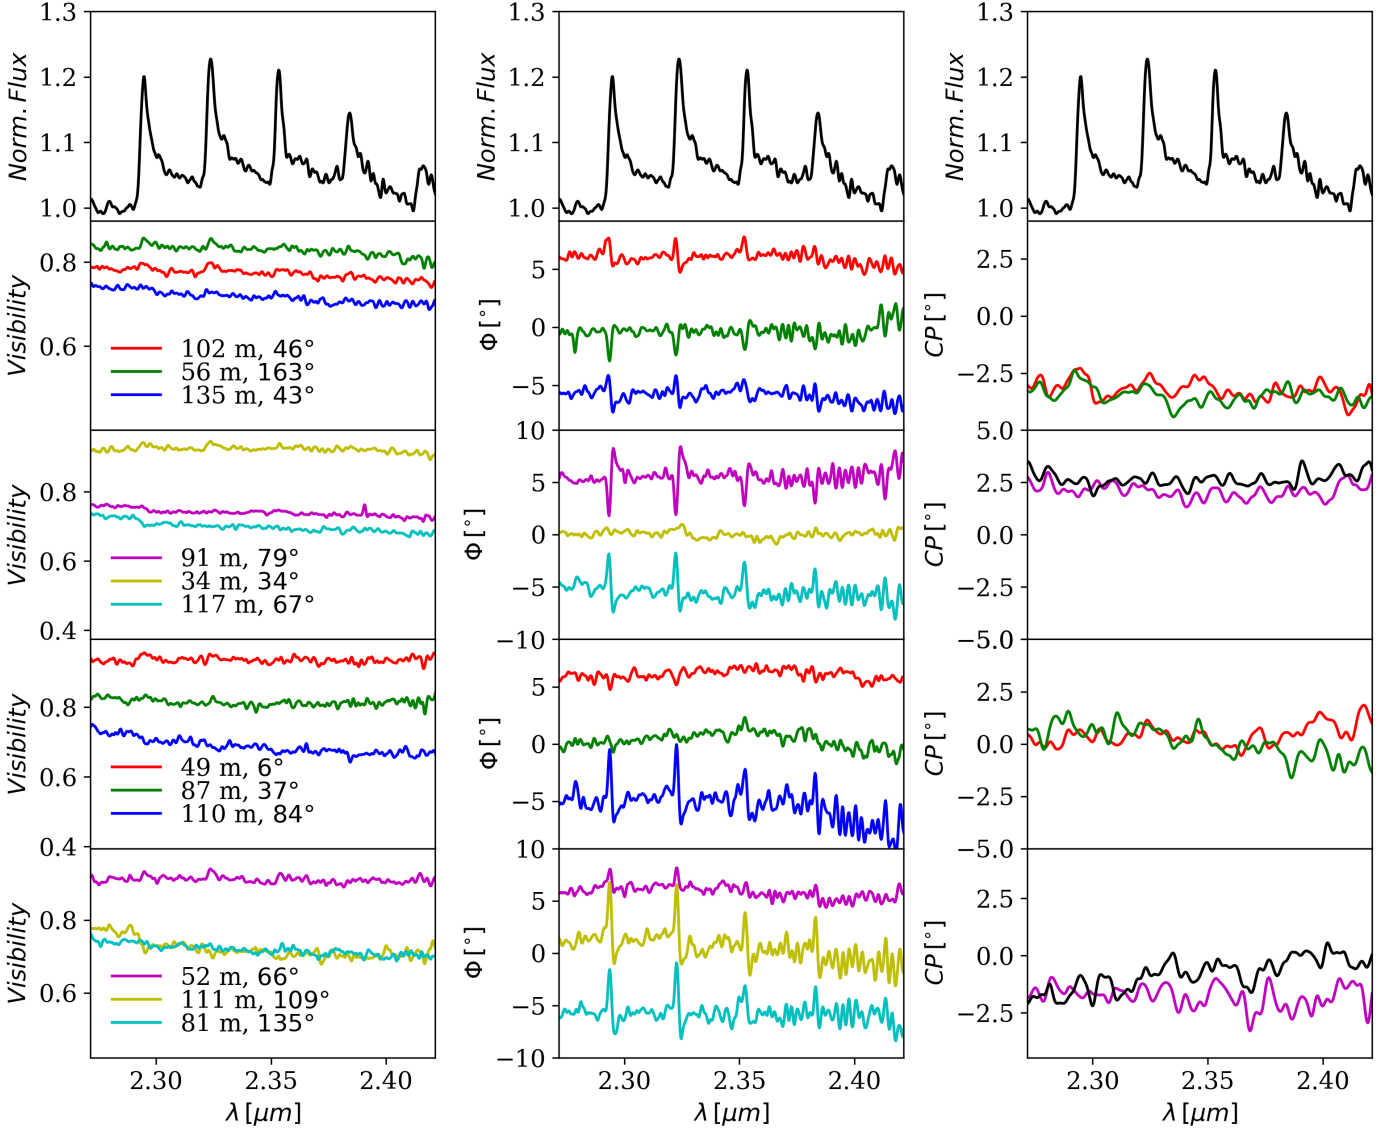 1.3
1.2
1.1
1.0
Norm. Flux
1.3
1.2
1.1
1.0
Norm. Flux
1.3
1.2
1.1
1.0
Norm. Flux
0.8
0.6
Visibility
102 m, 46°
56 m, 163°
135 m, 43°
5
0
−5
Φ [°]
2.5
0.0
−2.5
CP [°]
0.8
0.6
0.4
Visibility
91 m, 79°
34 m, 34°
117 m, 67°
10
5
0
−5
−10
Φ [°]
5.0
2.5
0.0
−2.5
−5.0
CP [°]
0.8
0.6
0.4
Visibility
49 m, 6°
87 m, 37°
110 m, 84°
5
0
−5
Φ [°]
2.5
0.0
−2.5
−5.0
CP [°]
0.8
0.6
Visibility
52 m, 66°
111 m, 109°
81 m, 135°
10
5
0
−5
−10
Φ [°]
2.5
0.0
−2.5
CP [°]
2.30 2.35 2.40
λ [μm]
2.30 2.35 2.40
λ [μm]
2.30 2.35 2.40
λ [μm]